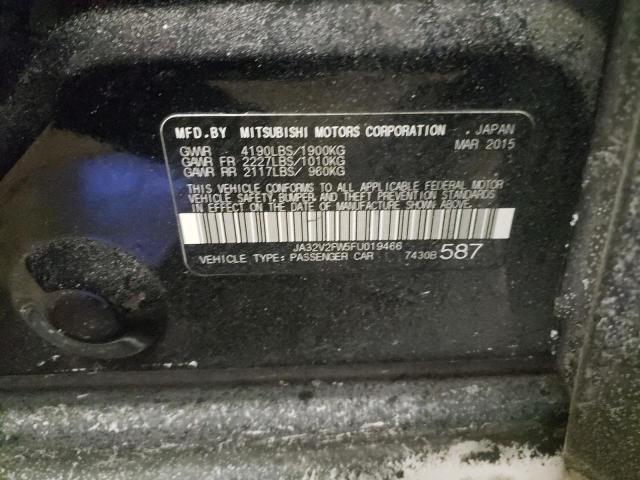 MFD.BY MITSUBISHI MOTORS CORPORATION . JAPAN
GVWR 4190LBS/1900KG MAR 2015
GAWR FR 2227LBS/1010KG
GAWR RR 2117LBS/ 960KG
THIS VEHICLE CONFORMS TO ALL APPLICABLE FEDERAL MOTOR
VEHICLE SAFETY, BUMPER, AND THEFT PREVENTION STANDARDS
IN EFFECT ON THE DATE OF MANUFACTURE SHOWN ABOVE.
JA32V2FW5FU019466
VEHICLE TYPE: PASSENGER CAR 7430B 587